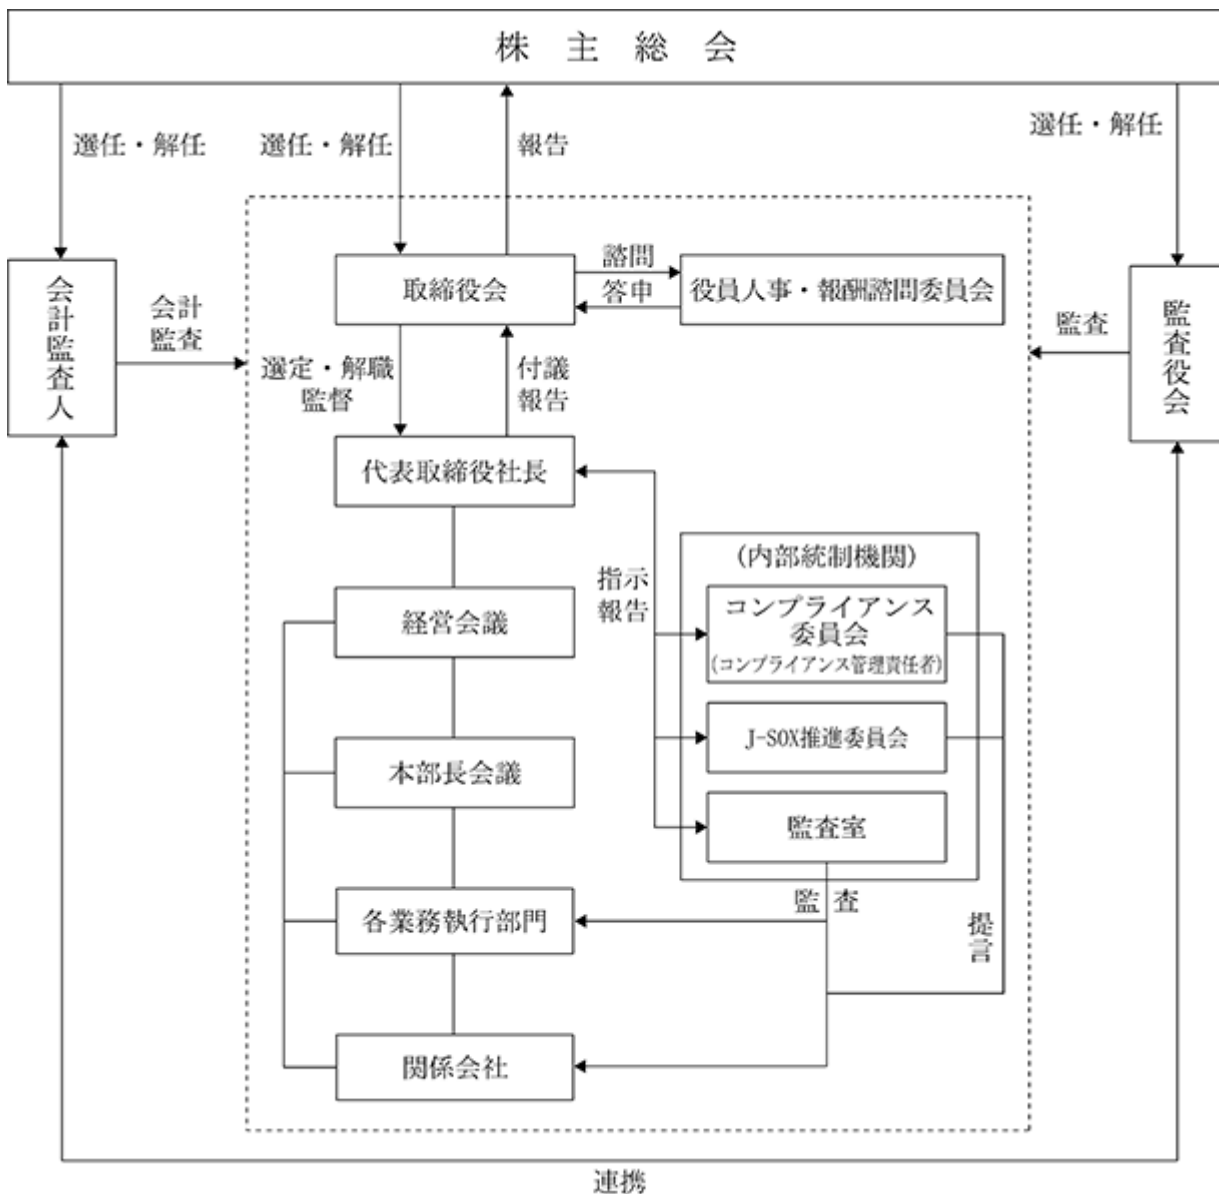 株主総会
選任・解任
選任・解任
報告
選任・解任
取締役会
諮問
答申
役員人事・報酬諮問委員会
会計監査人
会計
監査
監査
監査役会
選定・解職
監督
付議
報告
代表取締役社長
指示
報告
(内部統制機関)
コンプライアンス
委員会
(コンプライアンス管理責任者)
経営会議
J-SOX推進委員会
本部長会議
監査室
監査
各業務執行部門
提言
関係会社
連携